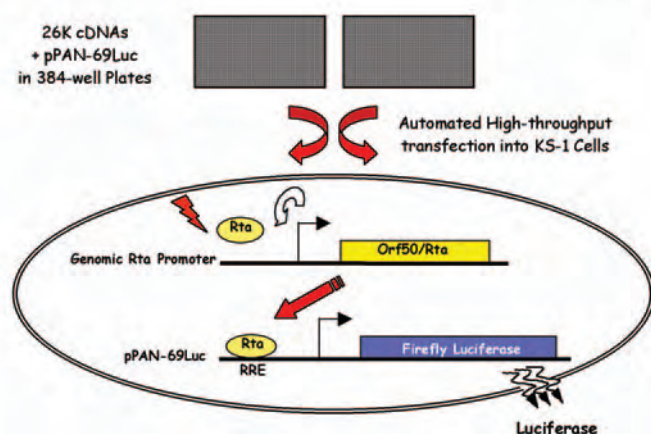 26K cDNAs
+ pPAN-69Luc
in 384-well Plates
Automated High-throughput
transfection into KS-1 Cells
Rta
Genomic Rta Promoter
Orf50/Rta
Rta
pPAN-69Luc
Firefly Luciferase
RRE
Luciferase